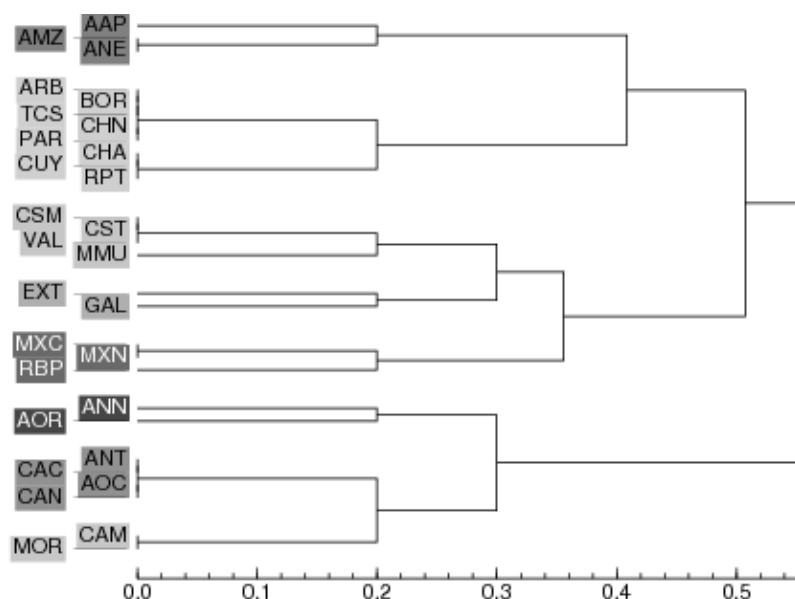 AAP
AMZ
ANE
ARB
BOR
TCS
CHN
PAR
CHA
CUY
RPT
CSM
CST
VAL
MMU
EXT
GAL
MXC
MXN
RBP
ANN
AOR
ANT
CAC
AOC
CAN
CAM
MOR
0.0 0.1 0.2 0.3 0.4 0.5